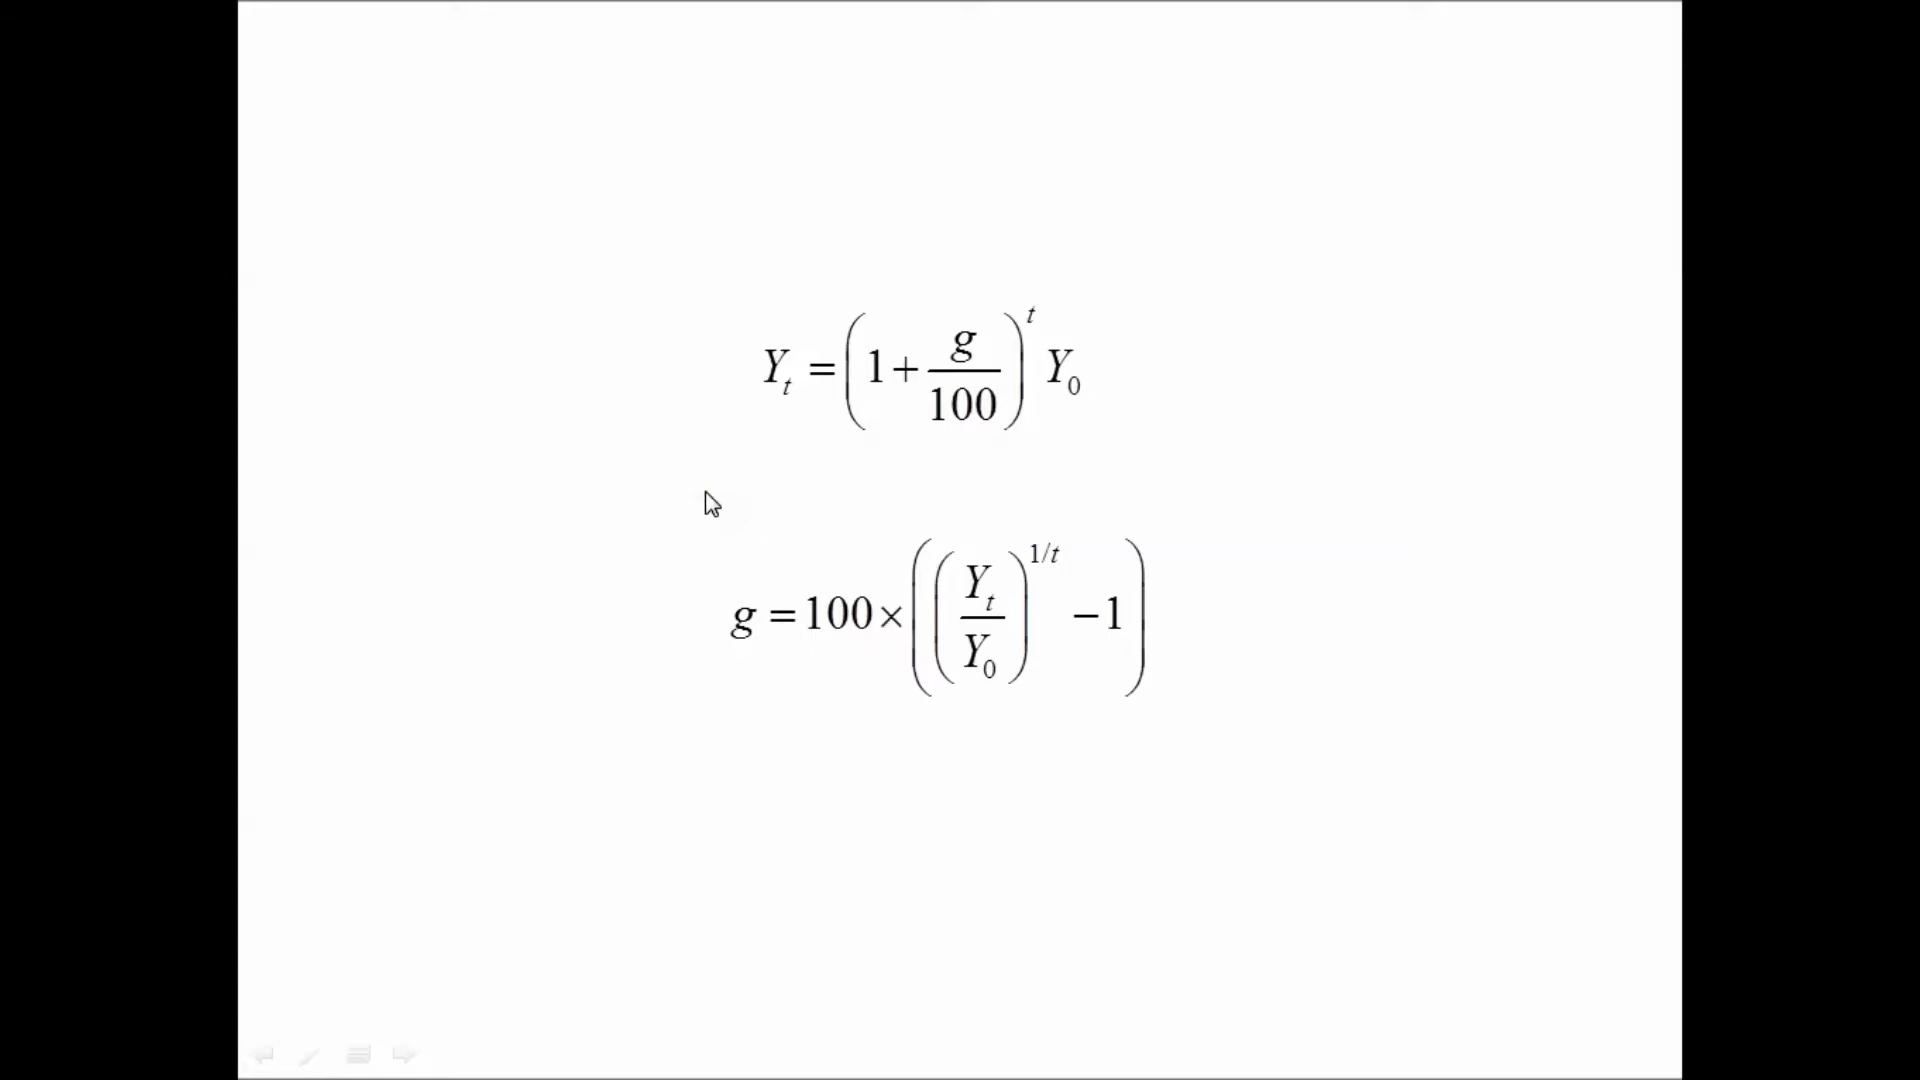 Y_t = (1 + g/100)^t Y_0
g = 100 × ((Y_t/Y_0)^{1/t} − 1)